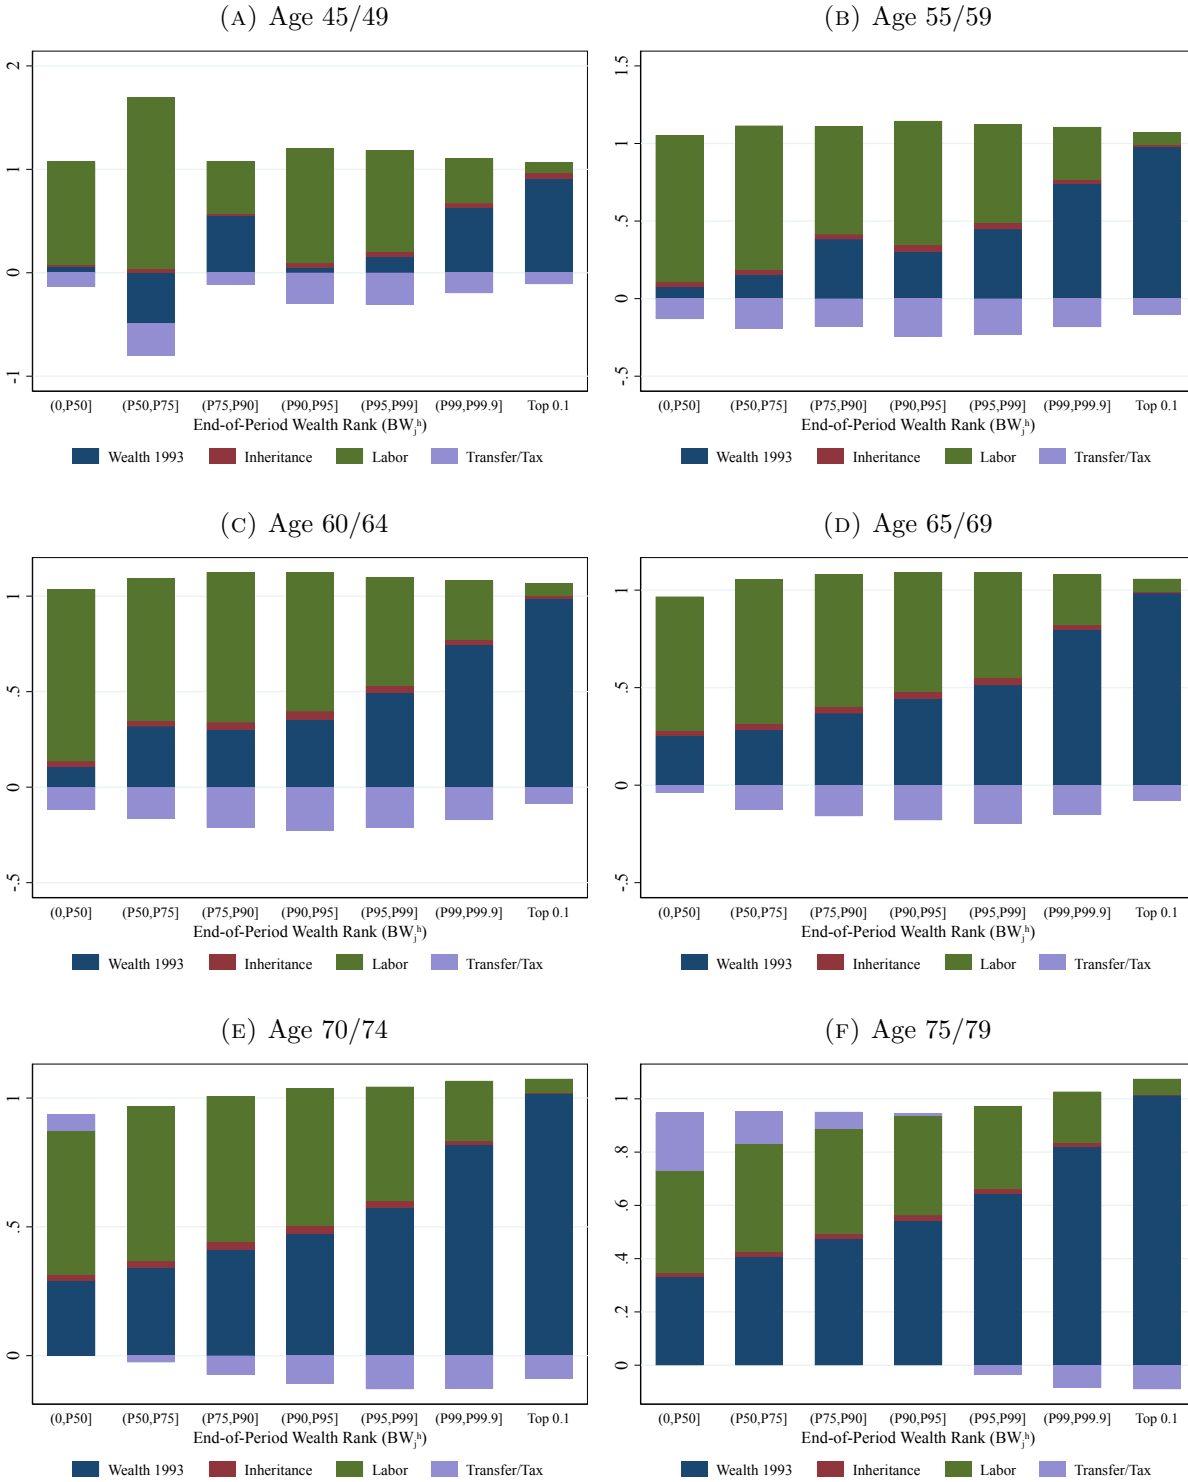 (A) Age 45/49
2
1
0
-1
(0,P50] (P50,P75] (P75,P90] (P90,P95] (P95,P99] (P99,P99.9] Top 0.1
End-of-Period Wealth Rank (BW_j^h)
Wealth 1993 Inheritance Labor Transfer/Tax
(B) Age 55/59
1.5
1
.5
0
-.5
(0,P50] (P50,P75] (P75,P90] (P90,P95] (P95,P99] (P99,P99.9] Top 0.1
End-of-Period Wealth Rank (BW_j^h)
Wealth 1993 Inheritance Labor Transfer/Tax
(C) Age 60/64
1
.5
0
-.5
(0,P50] (P50,P75] (P75,P90] (P90,P95] (P95,P99] (P99,P99.9] Top 0.1
End-of-Period Wealth Rank (BW_j^h)
Wealth 1993 Inheritance Labor Transfer/Tax
(D) Age 65/69
1
.5
0
-.5
(0,P50] (P50,P75] (P75,P90] (P90,P95] (P95,P99] (P99,P99.9] Top 0.1
End-of-Period Wealth Rank (BW_j^h)
Wealth 1993 Inheritance Labor Transfer/Tax
(E) Age 70/74
1
.5
0
(0,P50] (P50,P75] (P75,P90] (P90,P95] (P95,P99] (P99,P99.9] Top 0.1
End-of-Period Wealth Rank (BW_j^h)
Wealth 1993 Inheritance Labor Transfer/Tax
(F) Age 75/79
1
.8
.6
.4
.2
0
(0,P50] (P50,P75] (P75,P90] (P90,P95] (P95,P99] (P99,P99.9] Top 0.1
End-of-Period Wealth Rank (BW_j^h)
Wealth 1993 Inheritance Labor Transfer/Tax